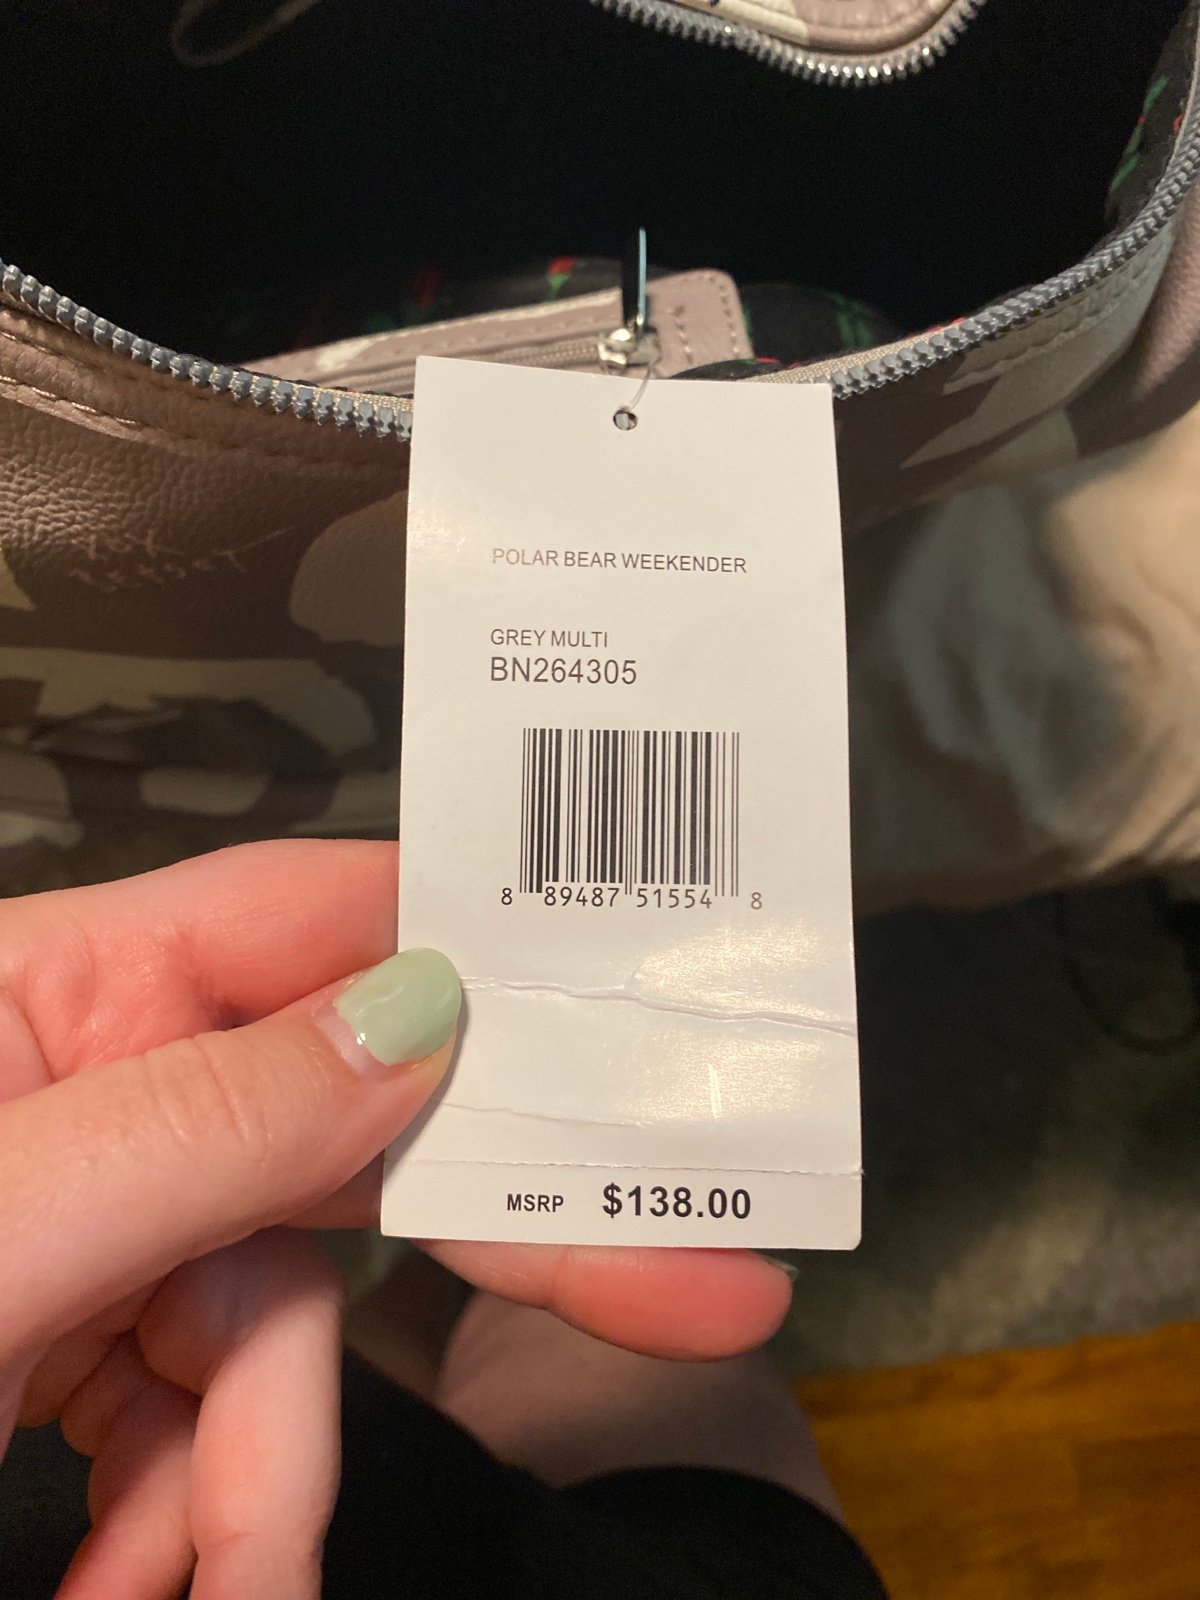 POLAR BEAR WEEKENDER
GREY MULTI
BN264305
8 89487 51554 8
MSRP $138.00